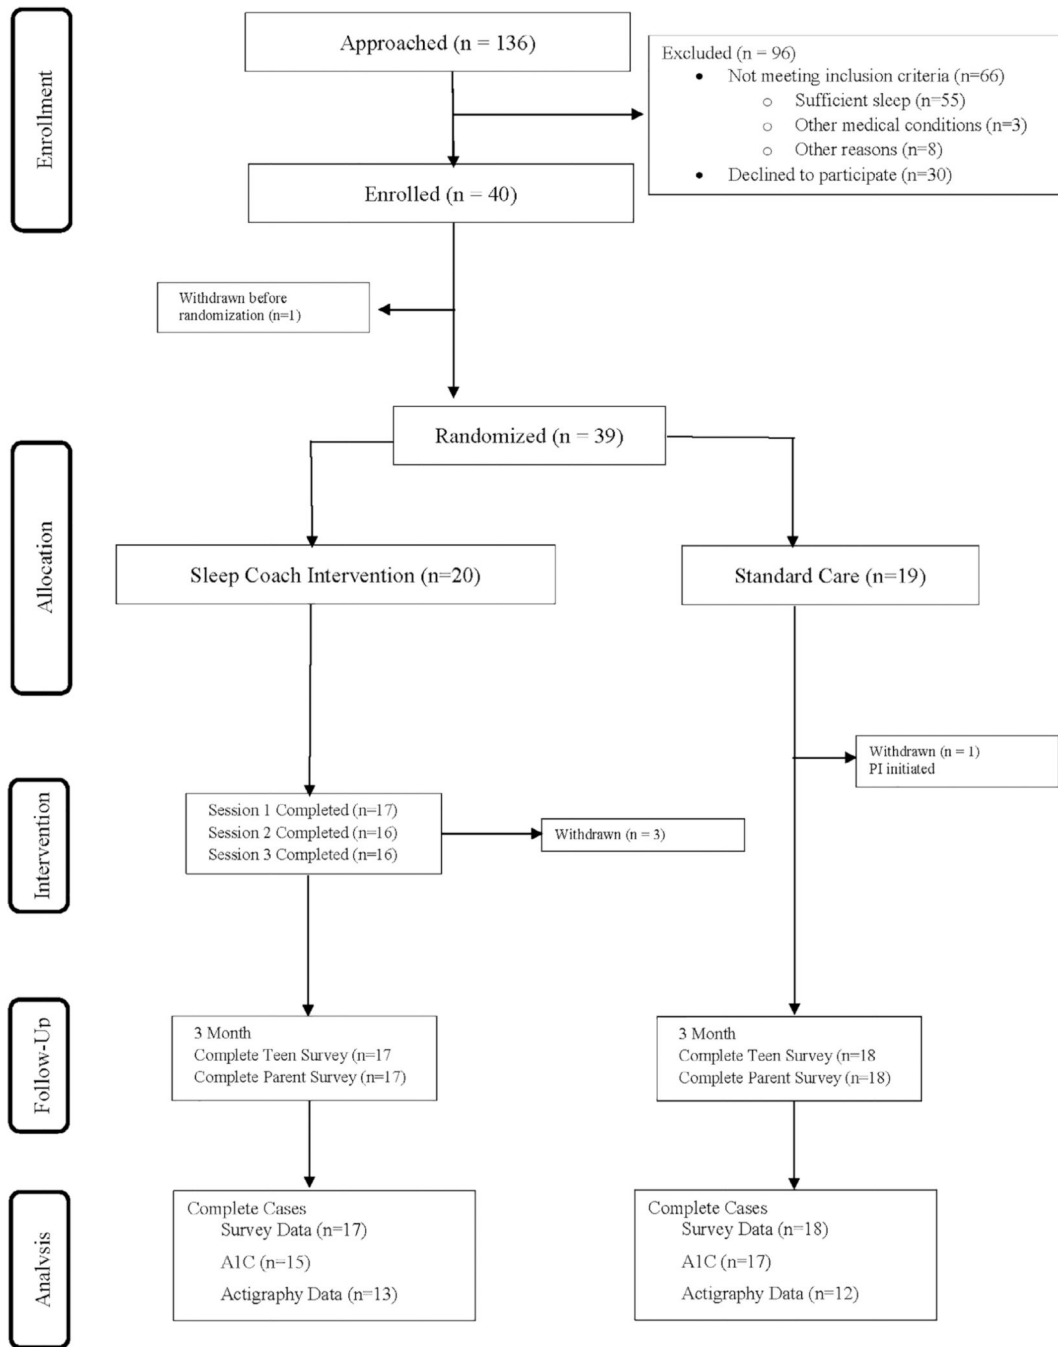 Enrollment
Approached (n = 136)
Excluded (n = 96)
• Not meeting inclusion criteria (n=66)
o Sufficient sleep (n=55)
o Other medical conditions (n=3)
o Other reasons (n=8)
• Declined to participate (n=30)
Enrolled (n = 40)
Withdrawn before
randomization (n=1)
Allocation
Randomized (n = 39)
Sleep Coach Intervention (n=20)
Standard Care (n=19)
Withdrawn (n = 1)
PI initiated
Intervention
Session 1 Completed (n=17)
Session 2 Completed (n=16)
Session 3 Completed (n=16)
Withdrawn (n = 3)
Follow-Up
3 Month
Complete Teen Survey (n=17
Complete Parent Survey (n=17)
3 Month
Complete Teen Survey (n=18
Complete Parent Survey (n=18)
Analysis
Complete Cases
Survey Data (n=17)
A1C (n=15)
Actigraphy Data (n=13)
Complete Cases
Survey Data (n=18)
A1C (n=17)
Actigraphy Data (n=12)